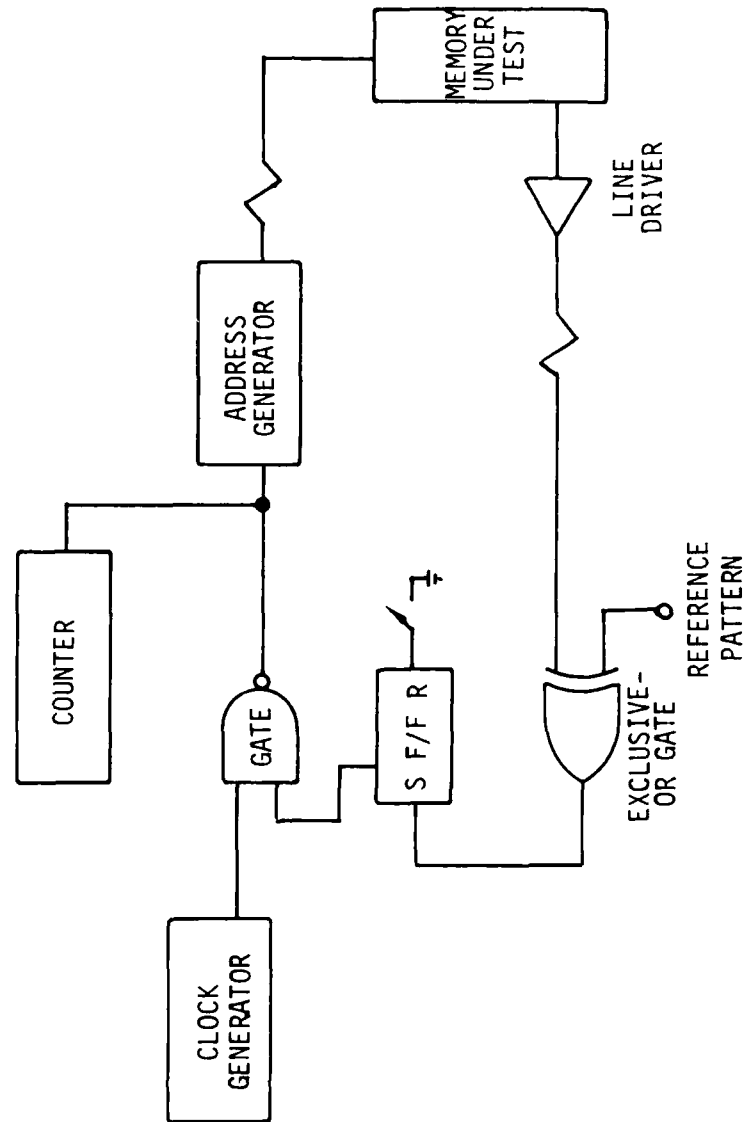 COUNTER
CLOCK
GENERATOR
GATE
ADDRESS
GENERATOR
MEMORY
UNDER
TEST
S F/F R
LINE
DRIVER
EXCLUSIVE-
OR GATE
REFERENCE
PATTERN